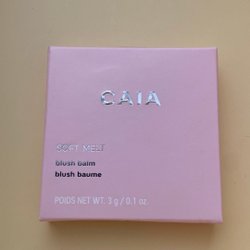 CAIA
SOFT MELT
blush balm
blush baume
POIDS NET WT. 3 g / 0.1 oz.